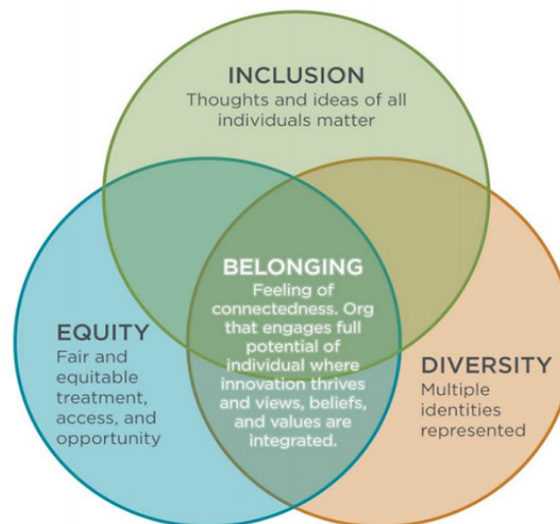 INCLUSION
Thoughts and ideas of all
individuals matter
BELONGING
Feeling of
connectedness. Org
that engages full
potential of
individual where
innovation thrives
and views, beliefs,
and values are
integrated.
EQUITY
Fair and
equitable
treatment,
access, and
opportunity
DIVERSITY
Multiple
identities
represented